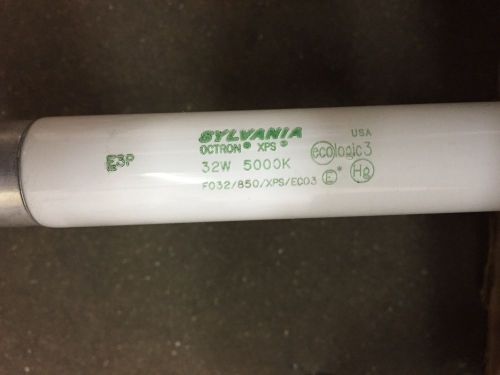 E3P
SYLVANIA USA
OCTRON® XPS® ecologic3
32W 5000K
FO32/850/XPS/ECO3 E* Hg